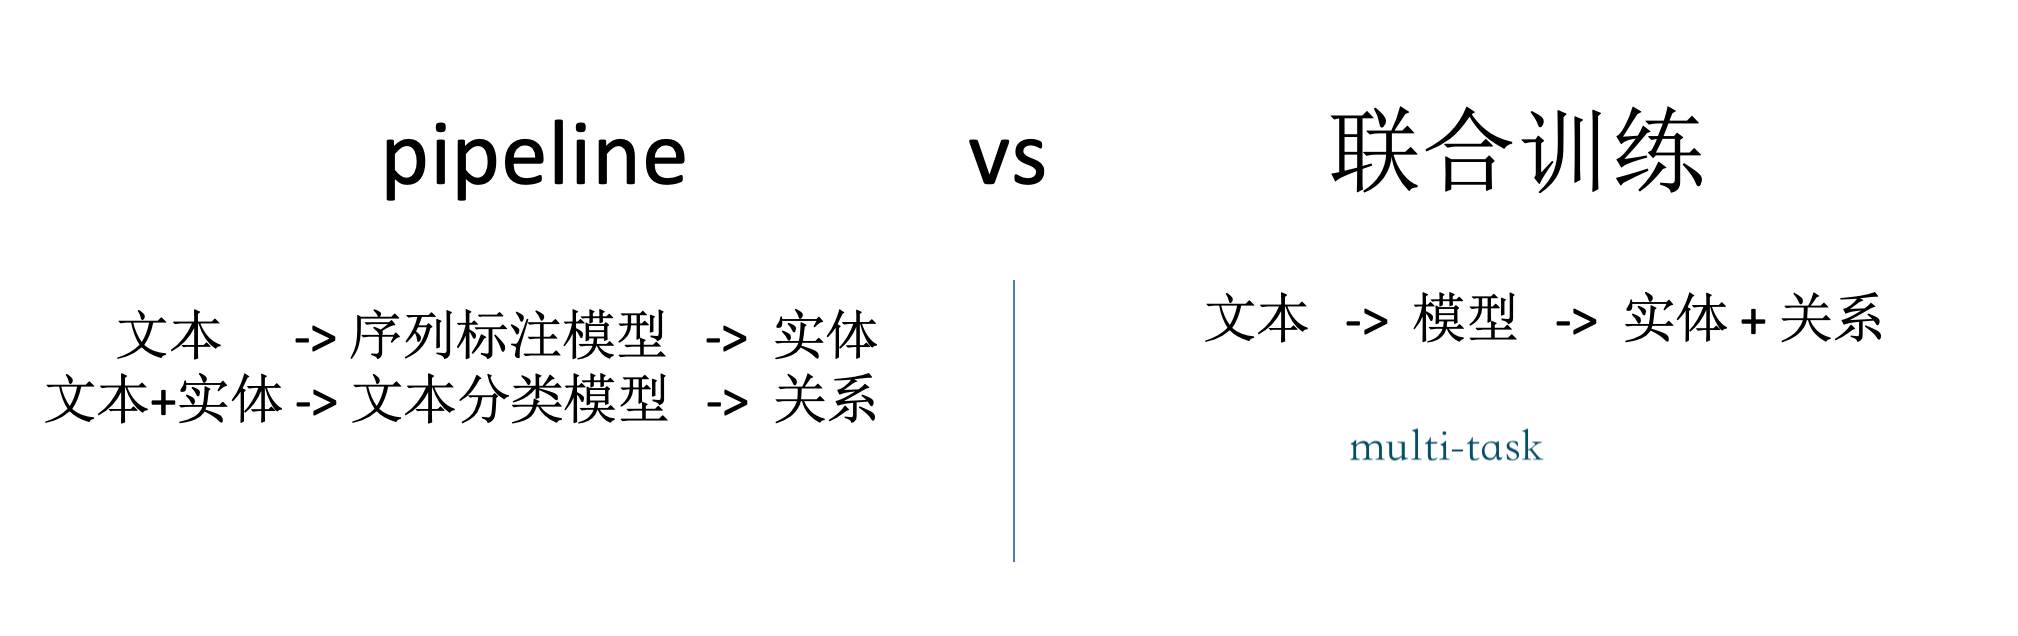 pipeline vs 联合训练
文本 -> 序列标注模型 -> 实体
文本+实体 -> 文本分类模型 -> 关系
文本 -> 模型 -> 实体 + 关系
multi-task